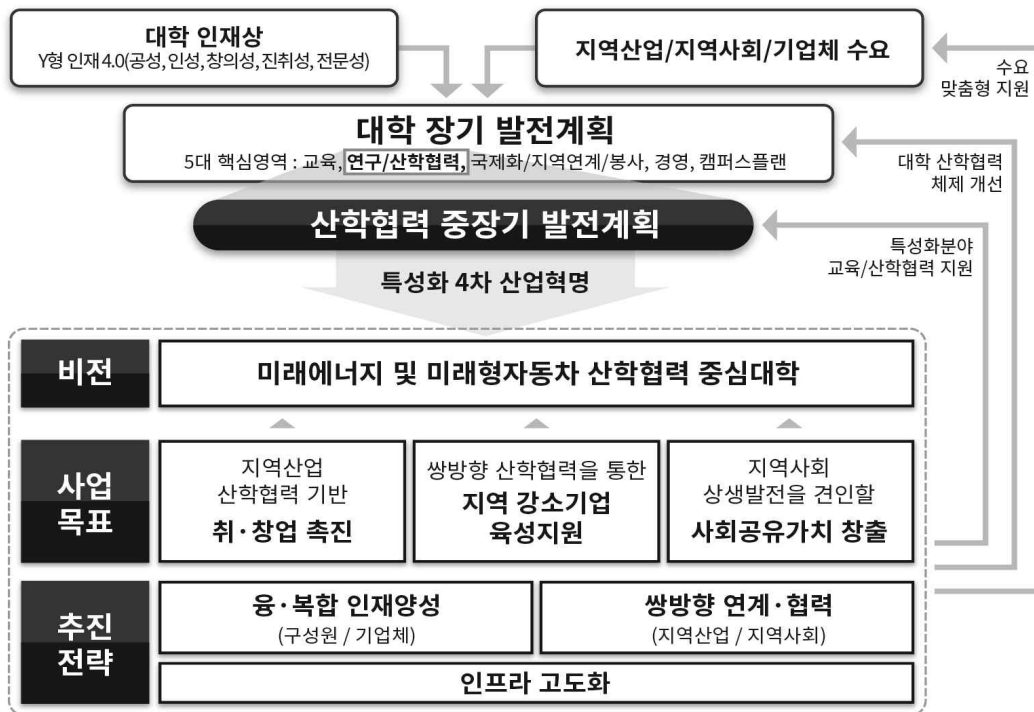 대학 인재상
Y형 인재 4.0(공성, 인성, 창의성, 진취성, 전문성)
지역산업/지역사회/기업체 수요
수요
맞춤형 지원
대학 장기 발전계획
5대 핵심영역 : 교육, 연구/산학협력, 국제화/지역연계/봉사, 경영, 캠퍼스플랜
대학 산학협력
체제 개선
산학협력 중장기 발전계획
특성화분야
교육/산학협력 지원
특성화 4차 산업혁명
비전
미래에너지 및 미래형자동차 산학협력 중심대학
사업
목표
지역산업
산학협력 기반
취·창업 촉진
쌍방향 산학협력을 통한
지역 강소기업
육성지원
지역사회
상생발전을 견인할
사회공유가치 창출
추진
전략
융·복합 인재양성
(구성원 / 기업체)
쌍방향 연계·협력
(지역산업 / 지역사회)
인프라 고도화